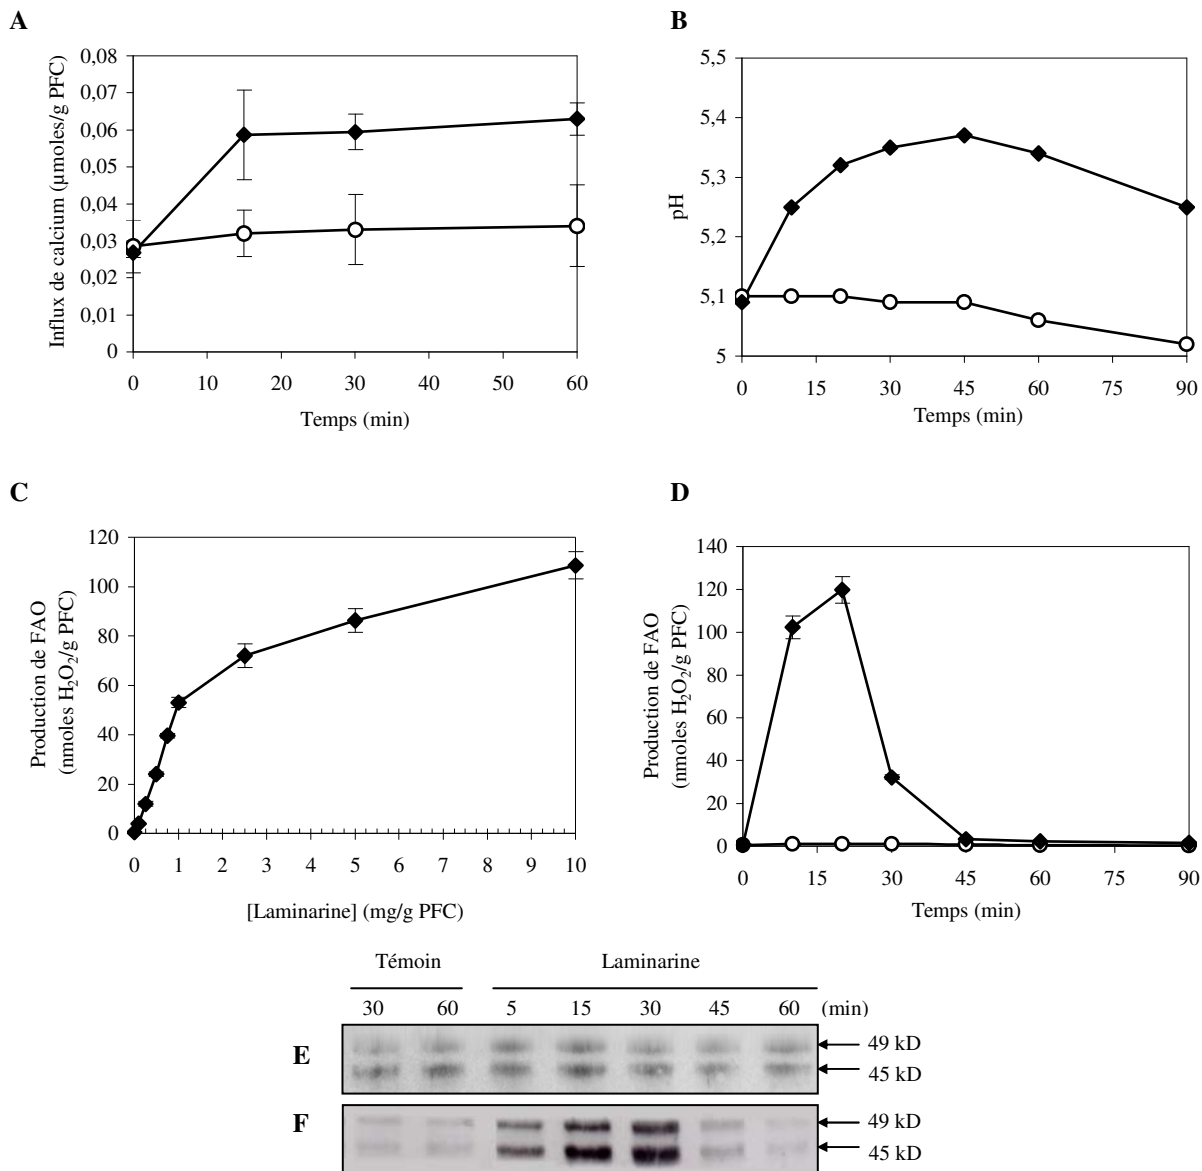 A
Influx de calcium (µmoles/g PFC)
0,08
0,07
0,06
0,05
0,04
0,03
0,02
0,01
0
0 10 20 30 40 50 60
Temps (min)
B
pH
5,5
5,4
5,3
5,2
5,1
5
0 15 30 45 60 75 90
Temps (min)
C
Production de FAO
(nmoles H₂O₂/g PFC)
120
100
80
60
40
20
0
0 1 2 3 4 5 6 7 8 9 10
[Laminarine] (mg/g PFC)
D
Production de FAO
(nmoles H₂O₂/g PFC)
140
120
100
80
60
40
20
0
0 15 30 45 60 75 90
Temps (min)
Témoin Laminarine
30 60 5 15 30 45 60 (min)
E
49 kD
45 kD
F
49 kD
45 kD